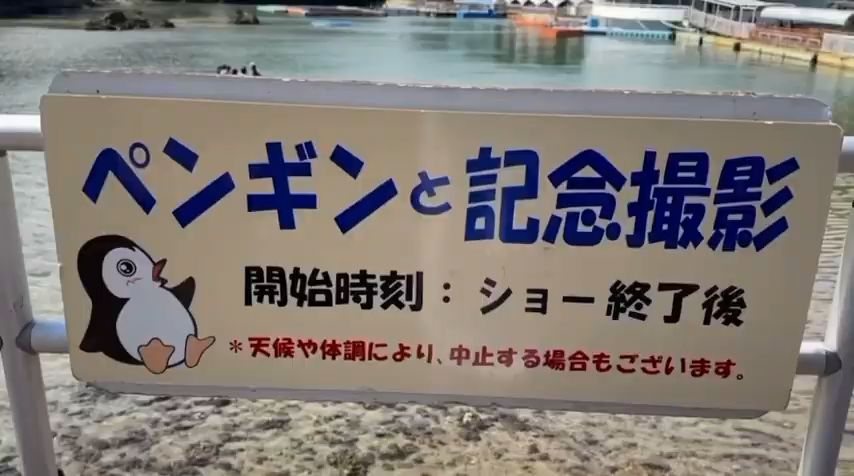 ペンギンと記念撮影
開始時刻：ショー終了後
＊天候や体調により、中止する場合もございます。